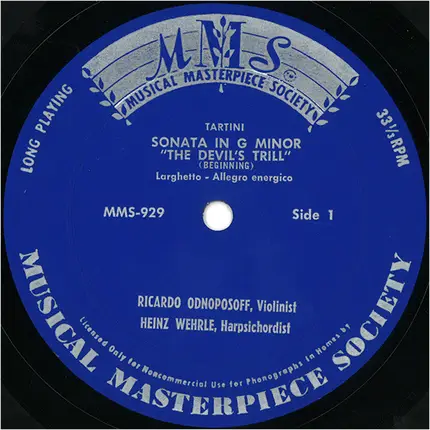 MMS
MUSICAL MASTERPIECE SOCIETY
LONG PLAYING
33⅓ RPM
TARTINI
SONATA IN G MINOR
"THE DEVIL'S TRILL"
(BEGINNING)
Larghetto - Allegro energico
MMS-929
Side 1
RICARDO ODNOPOSOFF, Violinist
HEINZ WEHRLE, Harpsichordist
Licensed Only for Noncommercial Use for Phonographs in Homes by
MUSICAL MASTERPIECE SOCIETY